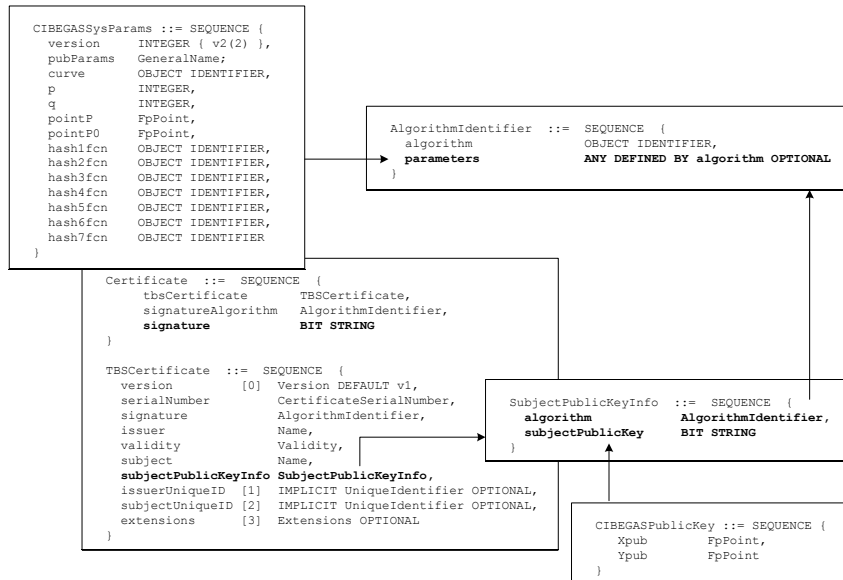 CIBEGASSysParams ::= SEQUENCE {
version INTEGER { v2(2) },
pubParams GeneralName;
curve OBJECT IDENTIFIER,
p INTEGER,
q INTEGER,
pointP FpPoint,
pointP0 FpPoint,
hash1fcn OBJECT IDENTIFIER,
hash2fcn OBJECT IDENTIFIER,
hash3fcn OBJECT IDENTIFIER,
hash4fcn OBJECT IDENTIFIER,
hash5fcn OBJECT IDENTIFIER,
hash6fcn OBJECT IDENTIFIER,
hash7fcn OBJECT IDENTIFIER
}
AlgorithmIdentifier ::= SEQUENCE {
algorithm OBJECT IDENTIFIER,
parameters ANY DEFINED BY algorithm OPTIONAL
}
Certificate ::= SEQUENCE {
tbsCertificate TBSCertificate,
signatureAlgorithm AlgorithmIdentifier,
signature BIT STRING
}
TBSCertificate ::= SEQUENCE {
version [0] Version DEFAULT v1,
serialNumber CertificateSerialNumber,
signature AlgorithmIdentifier,
issuer Name,
validity Validity,
subject Name,
subjectPublicKeyInfo SubjectPublicKeyInfo,
issuerUniqueID [1] IMPLICIT UniqueIdentifier OPTIONAL,
subjectUniqueID [2] IMPLICIT UniqueIdentifier OPTIONAL,
extensions [3] Extensions OPTIONAL
}
SubjectPublicKeyInfo ::= SEQUENCE {
algorithm AlgorithmIdentifier,
subjectPublicKey BIT STRING
}
CIBEGASPublicKey ::= SEQUENCE {
Xpub FpPoint,
Ypub FpPoint
}